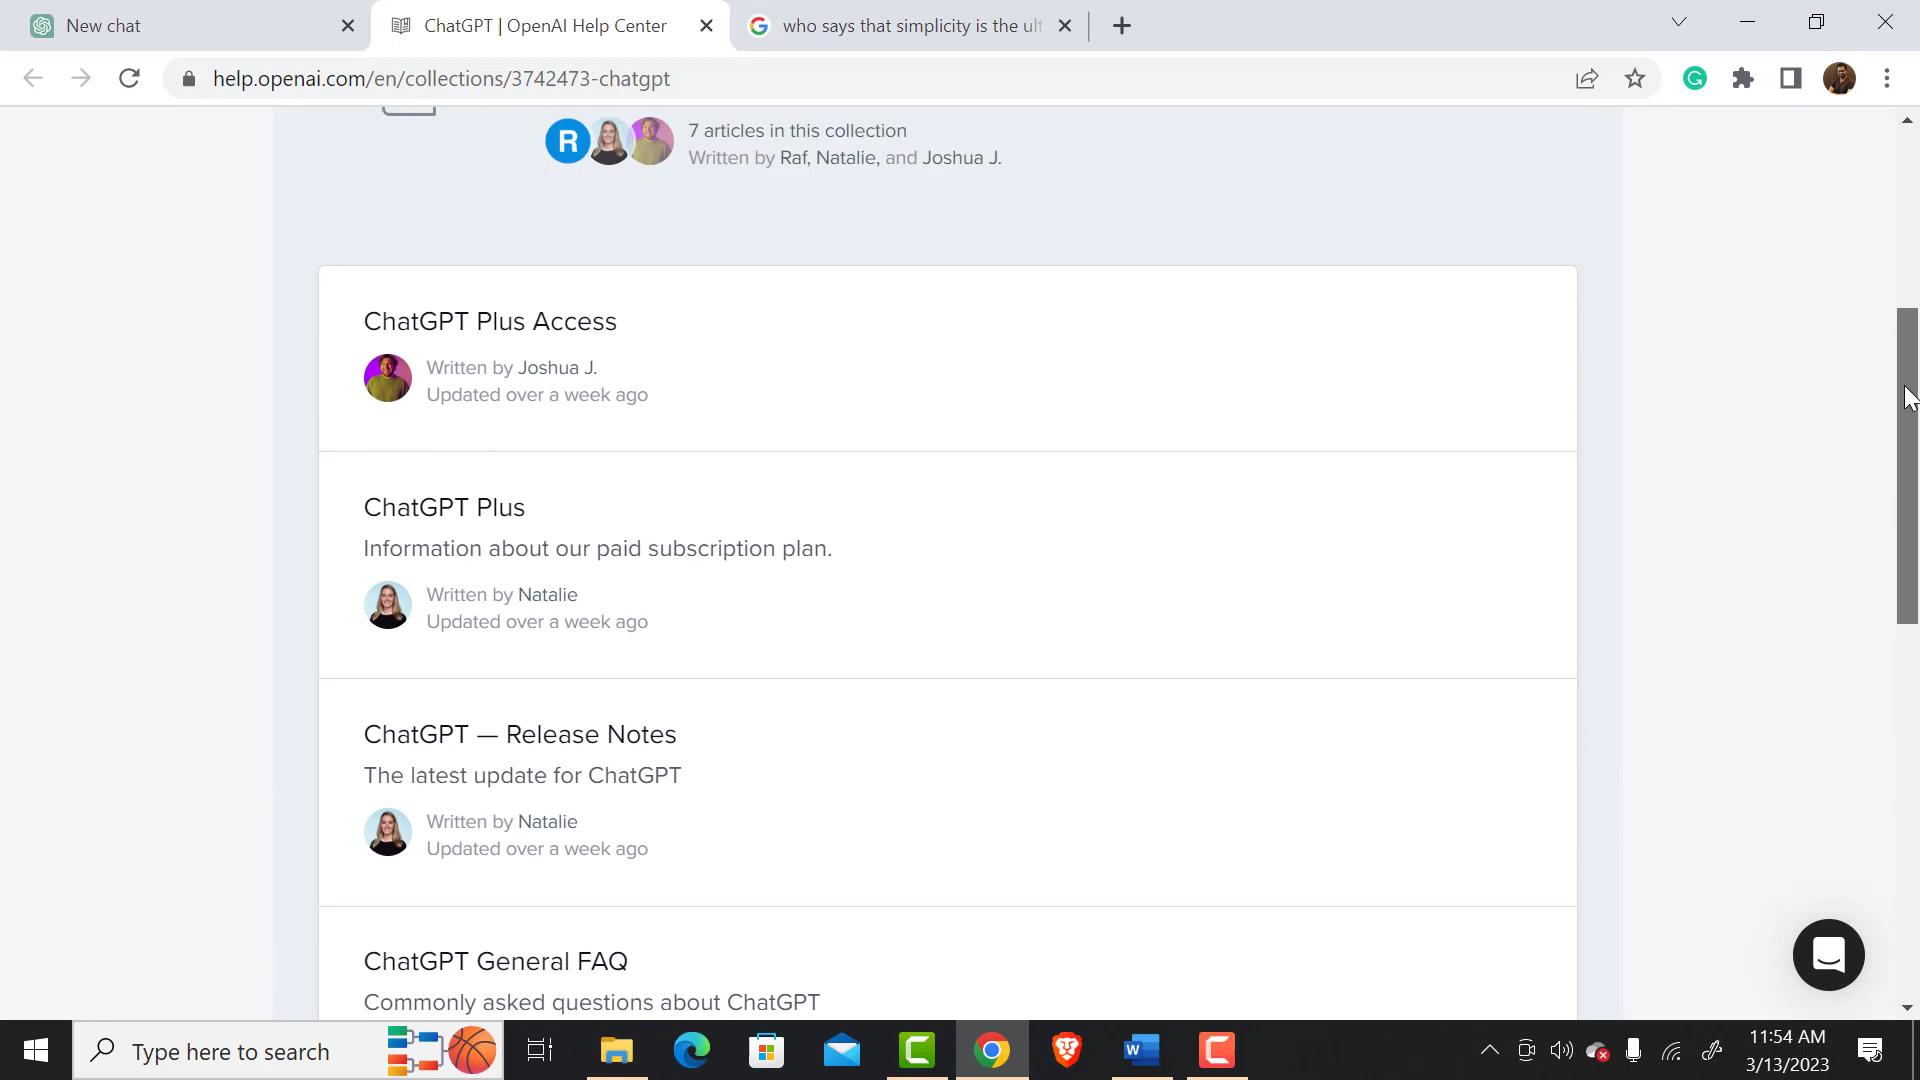 New chat
ChatGPT | OpenAI Help Center
who says that simplicity is the ult
help.openai.com/en/collections/3742473-chatgpt
R
7 articles in this collection
Written by Raf, Natalie, and Joshua J.
ChatGPT Plus Access
Written by Joshua J.
Updated over a week ago
ChatGPT Plus
Information about our paid subscription plan.
Written by Natalie
Updated over a week ago
ChatGPT — Release Notes
The latest update for ChatGPT
Written by Natalie
Updated over a week ago
ChatGPT General FAQ
Commonly asked questions about ChatGPT
Type here to search
11:54 AM
3/13/2023